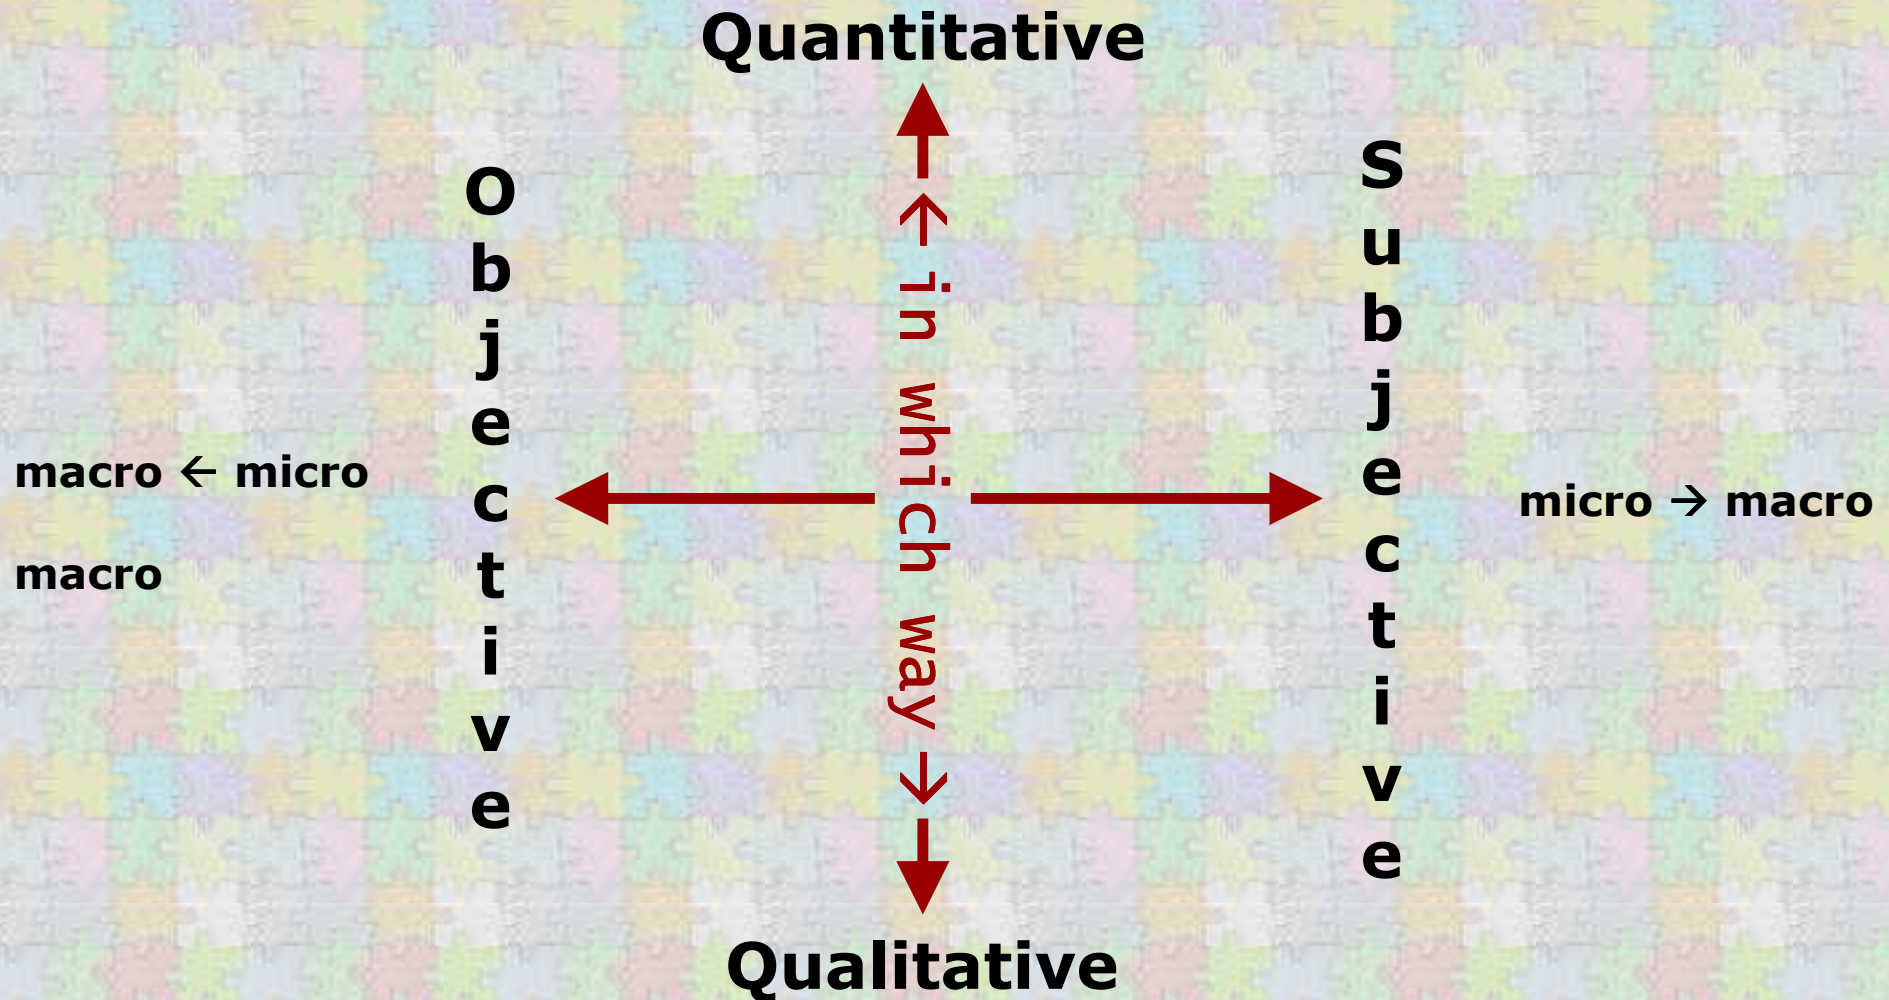 Quantitative
Objective
Subjective
← in which way →
macro ← micro
macro
micro → macro
Qualitative